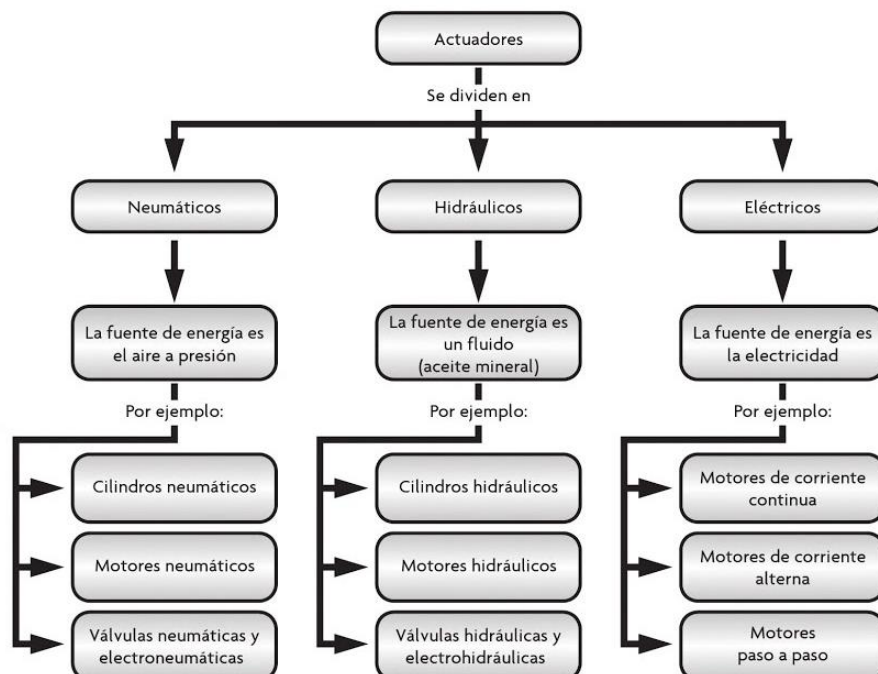 Actuadores
Se dividen en
Neumáticos
Hidráulicos
Eléctricos
La fuente de energía es
el aire a presión
La fuente de energía es
un fluido
(aceite mineral)
La fuente de energía es
la electricidad
Por ejemplo:
Por ejemplo:
Por ejemplo:
Cilindros neumáticos
Cilindros hidráulicos
Motores de corriente
continua
Motores neumáticos
Motores hidráulicos
Motores de corriente
alterna
Válvulas neumáticas y
electroneumáticas
Válvulas hidráulicas y
electrohidráulicas
Motores
paso a paso